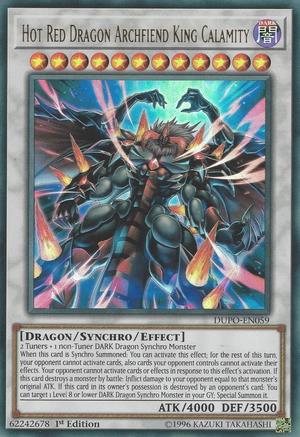 HOT RED DRAGON ARCHFIEND KING CALAMITY
DARK
闇
DUPO-EN059
[DRAGON/SYNCHRO/EFFECT]
2 Tuners + 1 non-Tuner DARK Dragon Synchro Monster
When this card is Synchro Summoned: You can activate this effect; for the rest of this turn,
your opponent cannot activate cards, also cards your opponent controls cannot activate their
effects. Your opponent cannot activate cards or effects in response to this effect's activation. If
this card destroys a monster by battle: Inflict damage to your opponent equal to that monster's
original ATK. If this card in its owner's possession is destroyed by an opponent's card: You
can target 1 Level 8 or lower DARK Dragon Synchro Monster in your GY; Special Summon it.
ATK/4000 DEF/3500
62242678 1st Edition ©1996 KAZUKI TAKAHASHI